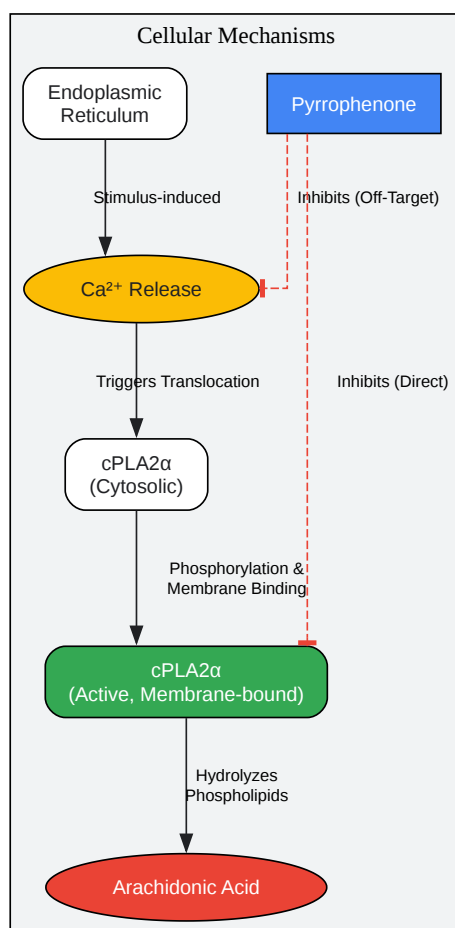 Cellular Mechanisms
Endoplasmic
Reticulum
Pyrrophenone
Stimulus-induced
Inhibits (Off-Target)
Ca²⁺ Release
Triggers Translocation
Inhibits (Direct)
cPLA2α
(Cytosolic)
Phosphorylation &
Membrane Binding
cPLA2α
(Active, Membrane-bound)
Hydrolyzes
Phospholipids
Arachidonic Acid